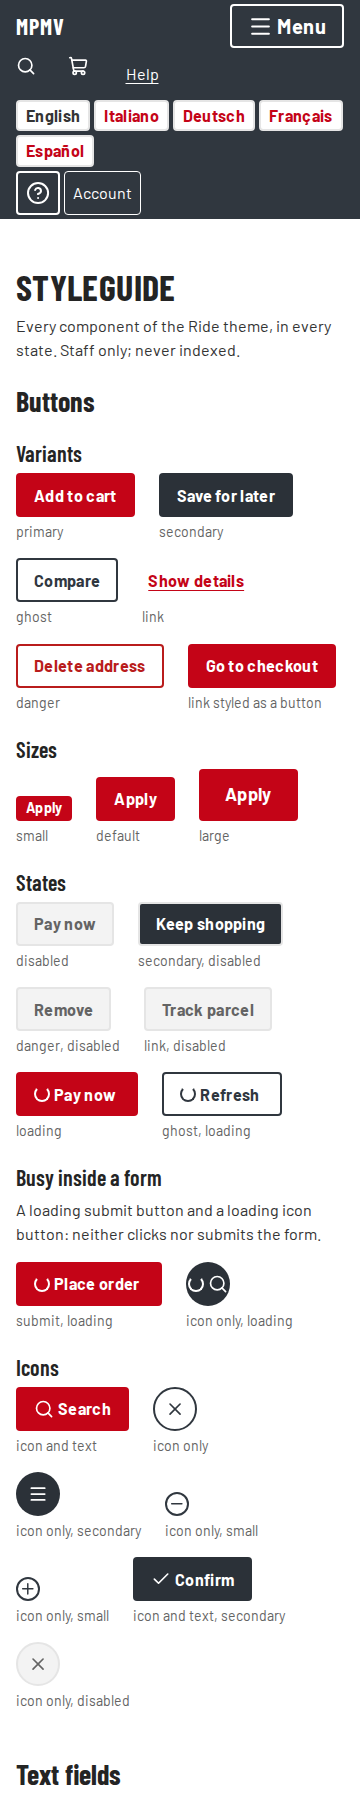 MPMV
Menu
Help
English Italiano Deutsch Français
Español
Account
STYLEGUIDE
Every component of the Ride theme, in every
state. Staff only; never indexed.
Buttons
Variants
Add to cart Save for later
primary secondary
Compare Show details
ghost link
Delete address Go to checkout
danger link styled as a button
Sizes
Apply Apply Apply
small default large
States
Pay now Keep shopping
disabled secondary, disabled
Remove Track parcel
danger, disabled link, disabled
Pay now Refresh
loading ghost, loading
Busy inside a form
A loading submit button and a loading icon
button: neither clicks nor submits the form.
Place order
submit, loading icon only, loading
Icons
Search
icon and text icon only
icon only, secondary icon only, small
Confirm
icon only, small icon and text, secondary
icon only, disabled
Text fields